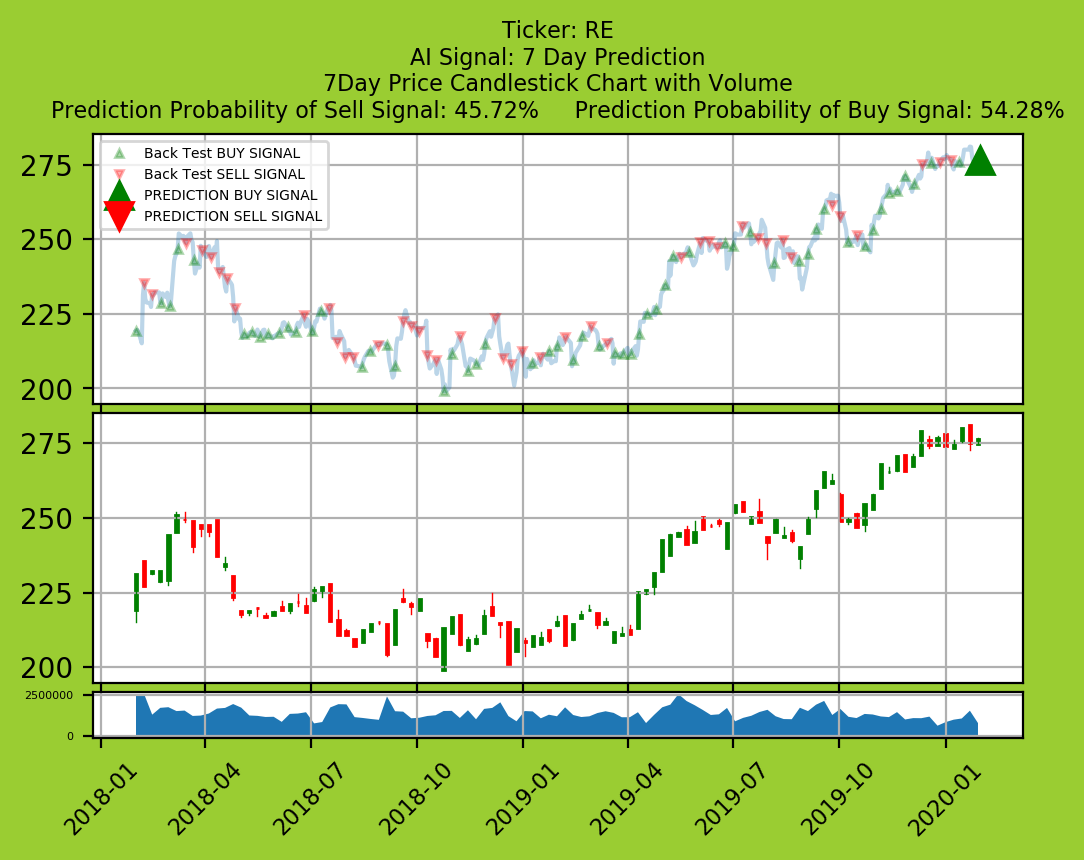 Ticker: RE
AI Signal: 7 Day Prediction
7Day Price Candlestick Chart with Volume
Prediction Probability of Sell Signal: 45.72%     Prediction Probability of Buy Signal: 54.28%
Back Test BUY SIGNAL
Back Test SELL SIGNAL
PREDICTION BUY SIGNAL
PREDICTION SELL SIGNAL
275
250
225
200
275
250
225
200
2500000
0
2018-01
2018-04
2018-07
2018-10
2019-01
2019-04
2019-07
2019-10
2020-01